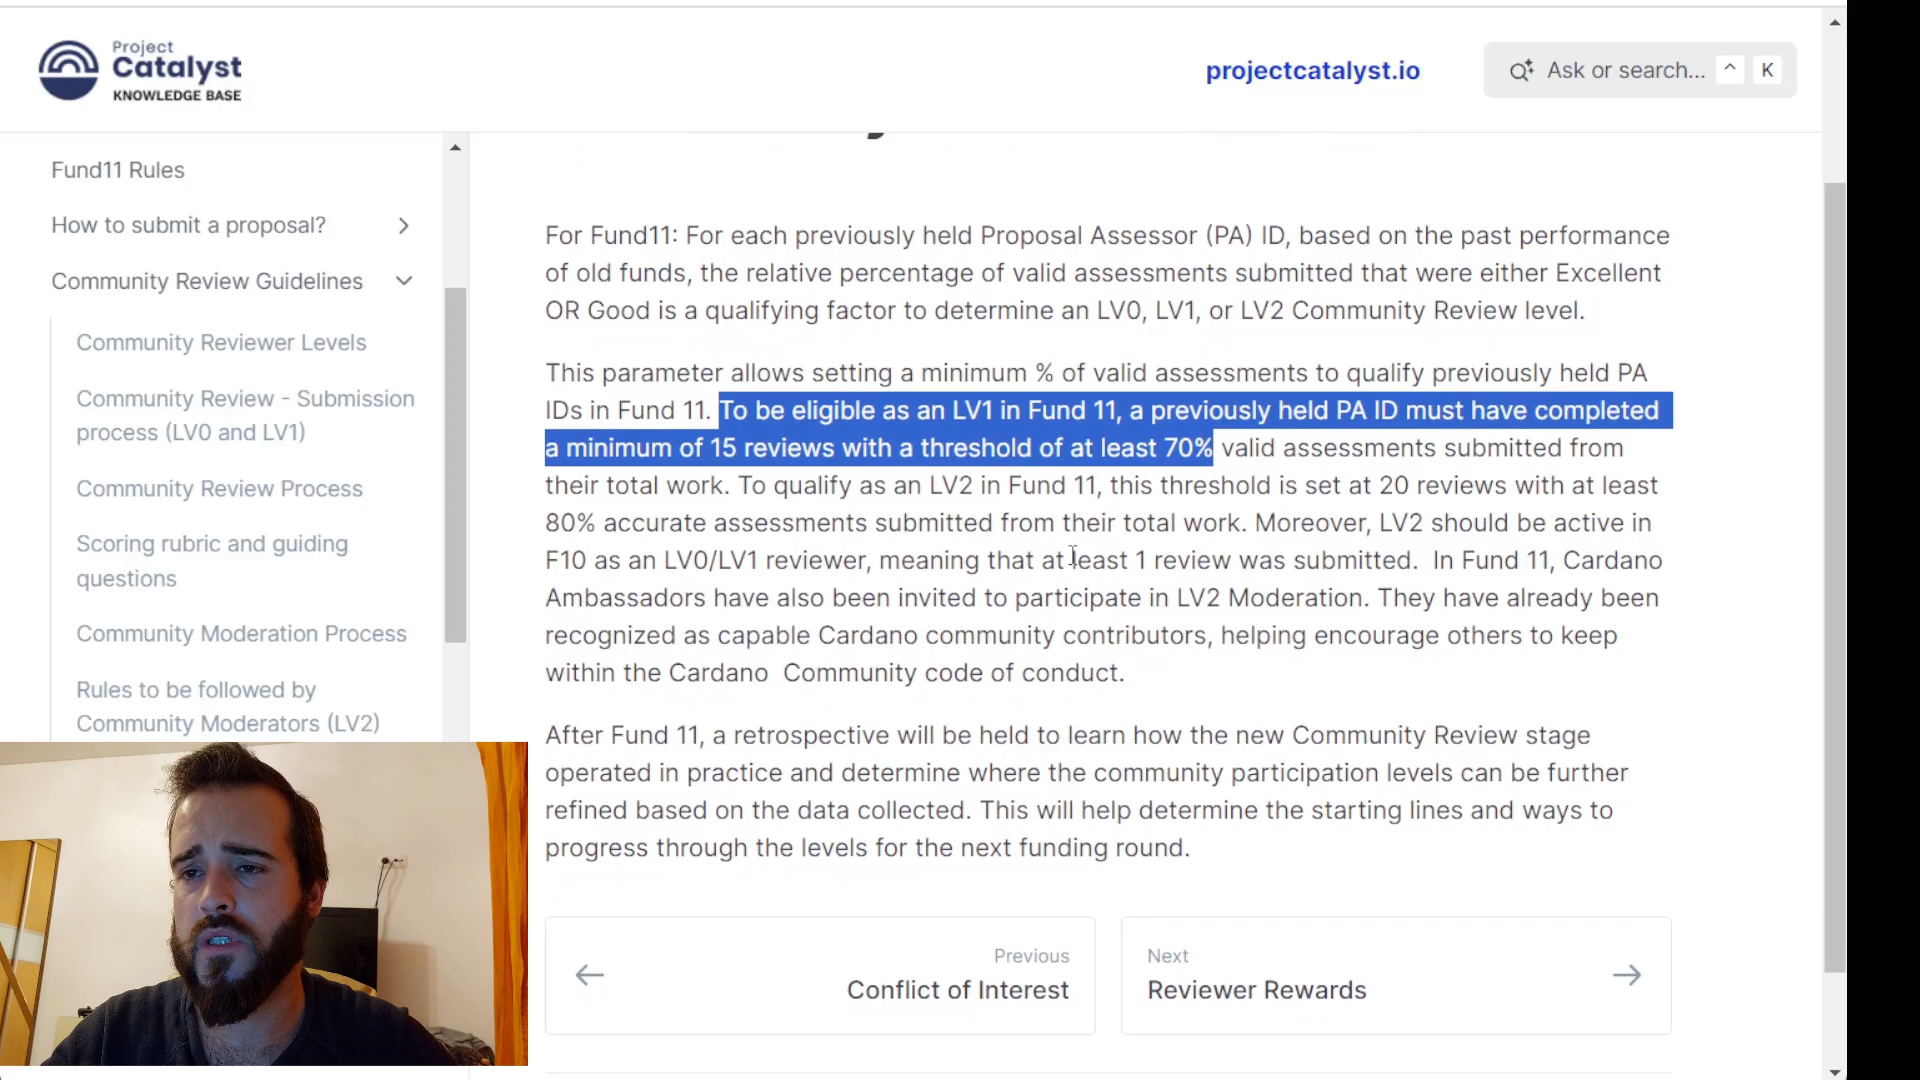 Project
Catalyst
KNOWLEDGE BASE
projectcatalyst.io
Ask or search... ^ K
Fund11 Rules
How to submit a proposal?
Community Review Guidelines
Community Reviewer Levels
Community Review - Submission
process (LV0 and LV1)
Community Review Process
Scoring rubric and guiding
questions
Community Moderation Process
Rules to be followed by
Community Moderators (LV2)
For Fund11: For each previously held Proposal Assessor (PA) ID, based on the past performance
of old funds, the relative percentage of valid assessments submitted that were either Excellent
OR Good is a qualifying factor to determine an LV0, LV1, or LV2 Community Review level.
This parameter allows setting a minimum % of valid assessments to qualify previously held PA
IDs in Fund 11. To be eligible as an LV1 in Fund 11, a previously held PA ID must have completed
a minimum of 15 reviews with a threshold of at least 70% valid assessments submitted from
their total work. To qualify as an LV2 in Fund 11, this threshold is set at 20 reviews with at least
80% accurate assessments submitted from their total work. Moreover, LV2 should be active in
F10 as an LV0/LV1 reviewer, meaning that at least 1 review was submitted.  In Fund 11, Cardano
Ambassadors have also been invited to participate in LV2 Moderation. They have already been
recognized as capable Cardano community contributors, helping encourage others to keep
within the Cardano  Community code of conduct.
After Fund 11, a retrospective will be held to learn how the new Community Review stage
operated in practice and determine where the community participation levels can be further
refined based on the data collected. This will help determine the starting lines and ways to
progress through the levels for the next funding round.
Previous
Conflict of Interest
Next
Reviewer Rewards